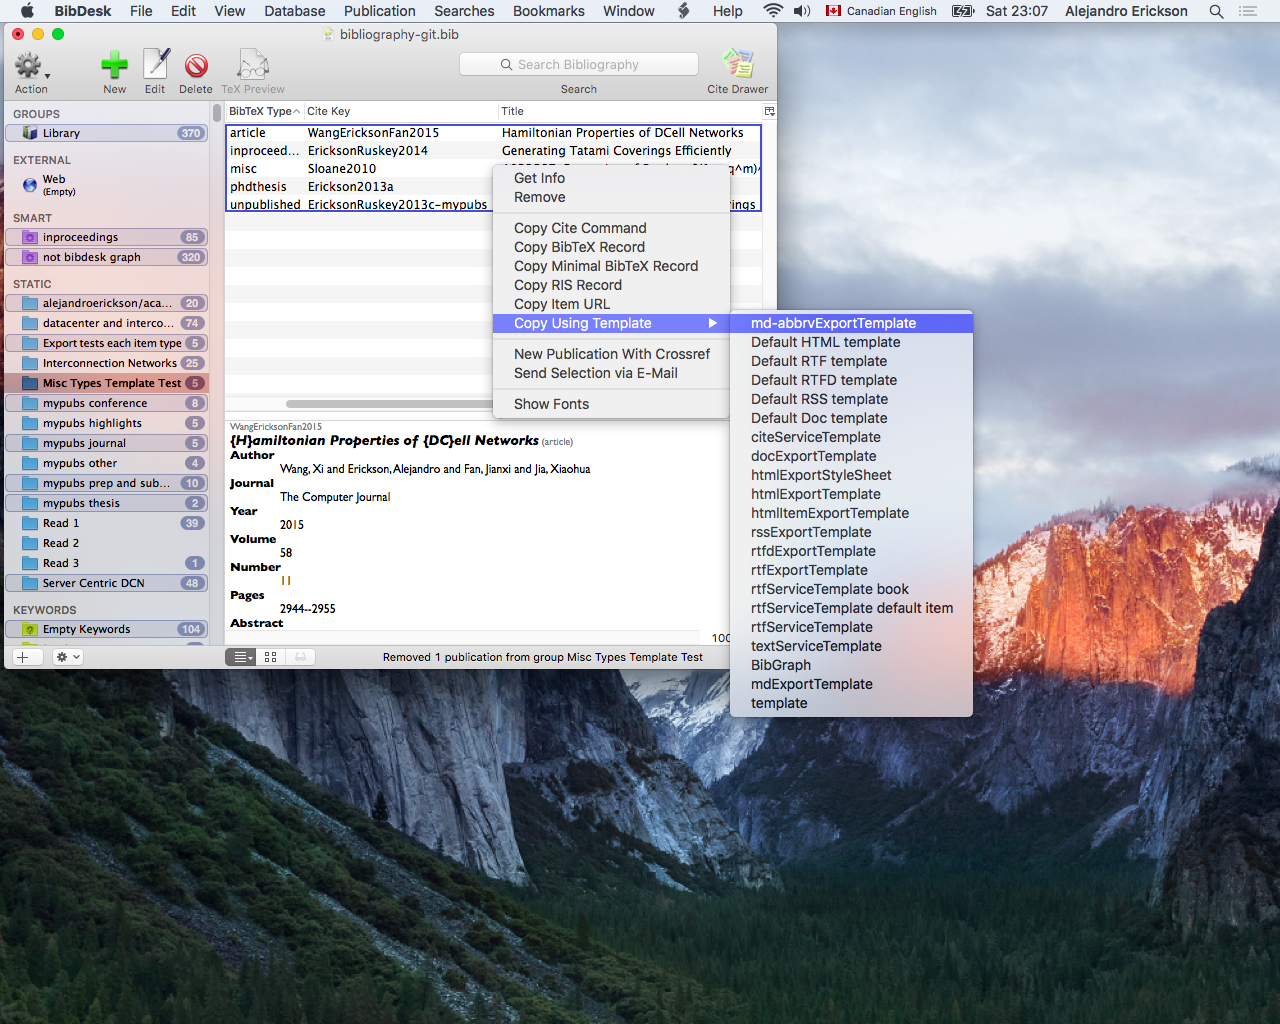 BibDesk File Edit View Database Publication Searches Bookmarks Window Help Canadian English Sat 23:07 Alejandro Erickson
bibliography-git.bib
Search Bibliography
Action New Edit Delete TeX Preview Search Cite Drawer
GROUPS
Library 370
EXTERNAL
Web
(Empty)
SMART
inproceedings 85
not bibdesk graph 320
STATIC
alejandroerickson/aca... 20
datacenter and interco... 74
Export tests each item type 5
Interconnection Networks 25
Misc Types Template Test 5
mypubs conference 8
mypubs highlights 5
mypubs journal 5
mypubs other 4
mypubs prep and sub... 10
mypubs thesis 2
Read 1 39
Read 2
Read 3 1
Server Centric DCN 48
KEYWORDS
Empty Keywords 104
BibTeX Type Cite Key Title
article WangEricksonFan2015 Hamiltonian Properties of DCell Networks
inproceed... EricksonRuskey2014 Generating Tatami Coverings Efficiently
misc Sloane2010
phdthesis Erickson2013a
unpublished EricksonRuskey2013c-mypubs
Get Info
Remove
Copy Cite Command
Copy BibTeX Record
Copy Minimal BibTeX Record
Copy RIS Record
Copy Item URL
Copy Using Template
New Publication With Crossref
Send Selection via E-Mail
Show Fonts
md-abbrvExportTemplate
Default HTML template
Default RTF template
Default RTFD template
Default RSS template
Default Doc template
citeServiceTemplate
docExportTemplate
htmlExportStyleSheet
htmlExportTemplate
htmlItemExportTemplate
rssExportTemplate
rtfdExportTemplate
rtfExportTemplate
rtfServiceTemplate book
rtfServiceTemplate default item
rtfServiceTemplate
textServiceTemplate
BibGraph
mdExportTemplate
template
WangEricksonFan2015
{H}amiltonian Properties of {DC}ell Networks (article)
Author
Wang, Xi and Erickson, Alejandro and Fan, Jianxi and Jia, Xiaohua
Journal
The Computer Journal
Year
2015
Volume
58
Number
11
Pages
2944--2955
Abstract
100
Removed 1 publication from group Misc Types Template Test